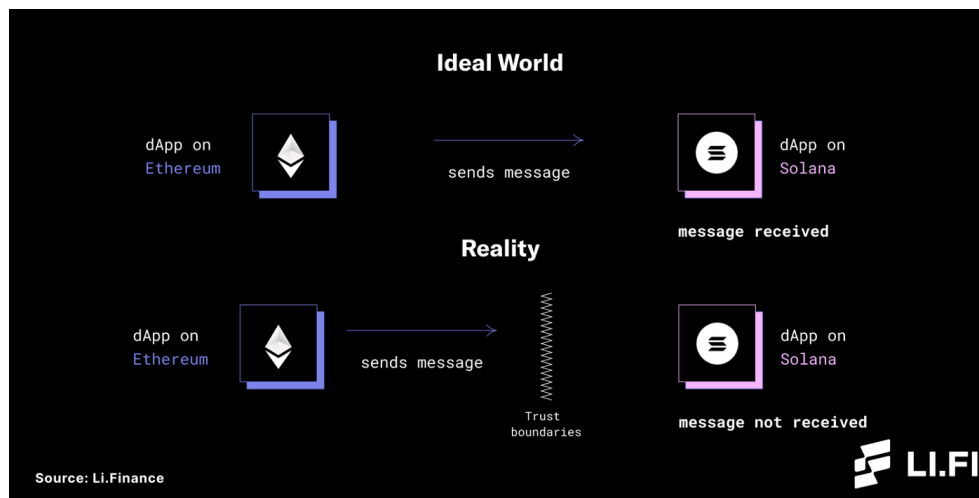 Ideal World
dApp on
Ethereum
sends message
dApp on
Solana
message received
Reality
dApp on
Ethereum
sends message
Trust
boundaries
dApp on
Solana
message not received
Source: Li.Finance
LI.FI